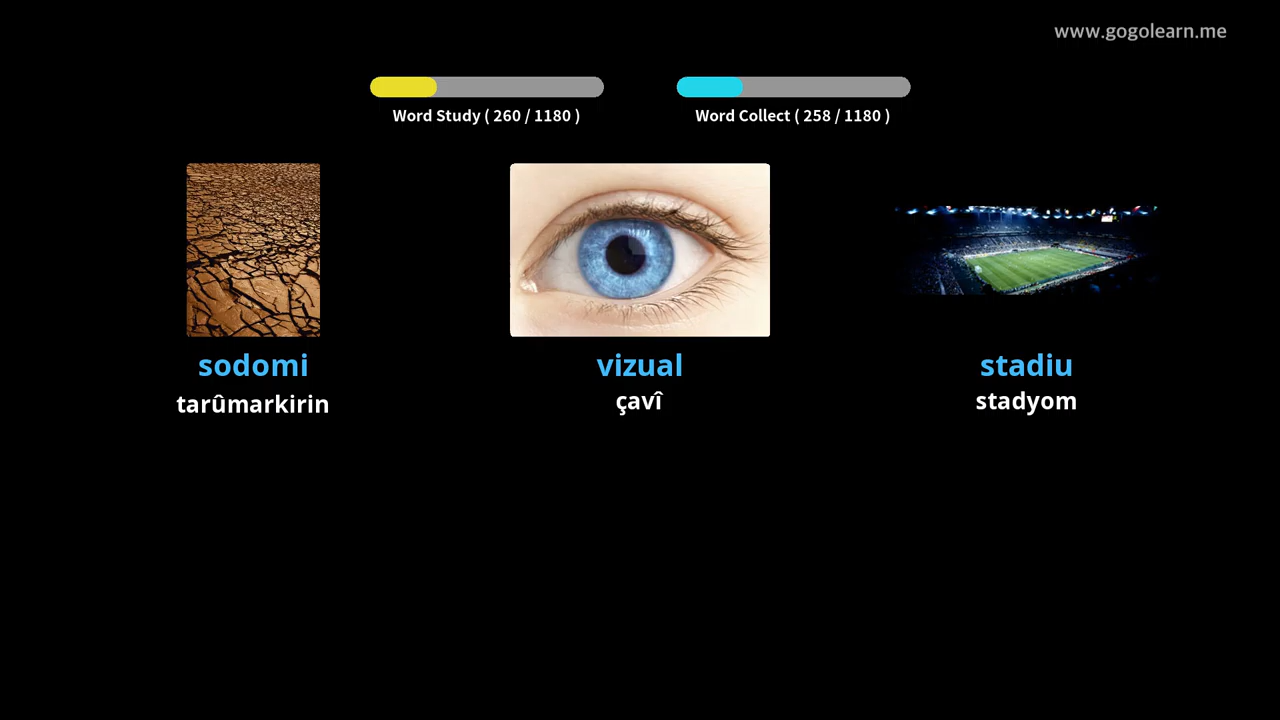 www.gogolearn.me
Word Study ( 260 / 1180 )
Word Collect ( 258 / 1180 )
sodomi
tarûmarkirin
vizual
çavî
stadiu
stadyom